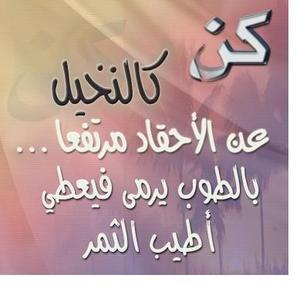 كن
كالنخيل
عن الأحقاد مرتفعا ...
بالطوب يرمى فيعطي
أطيب الثمر